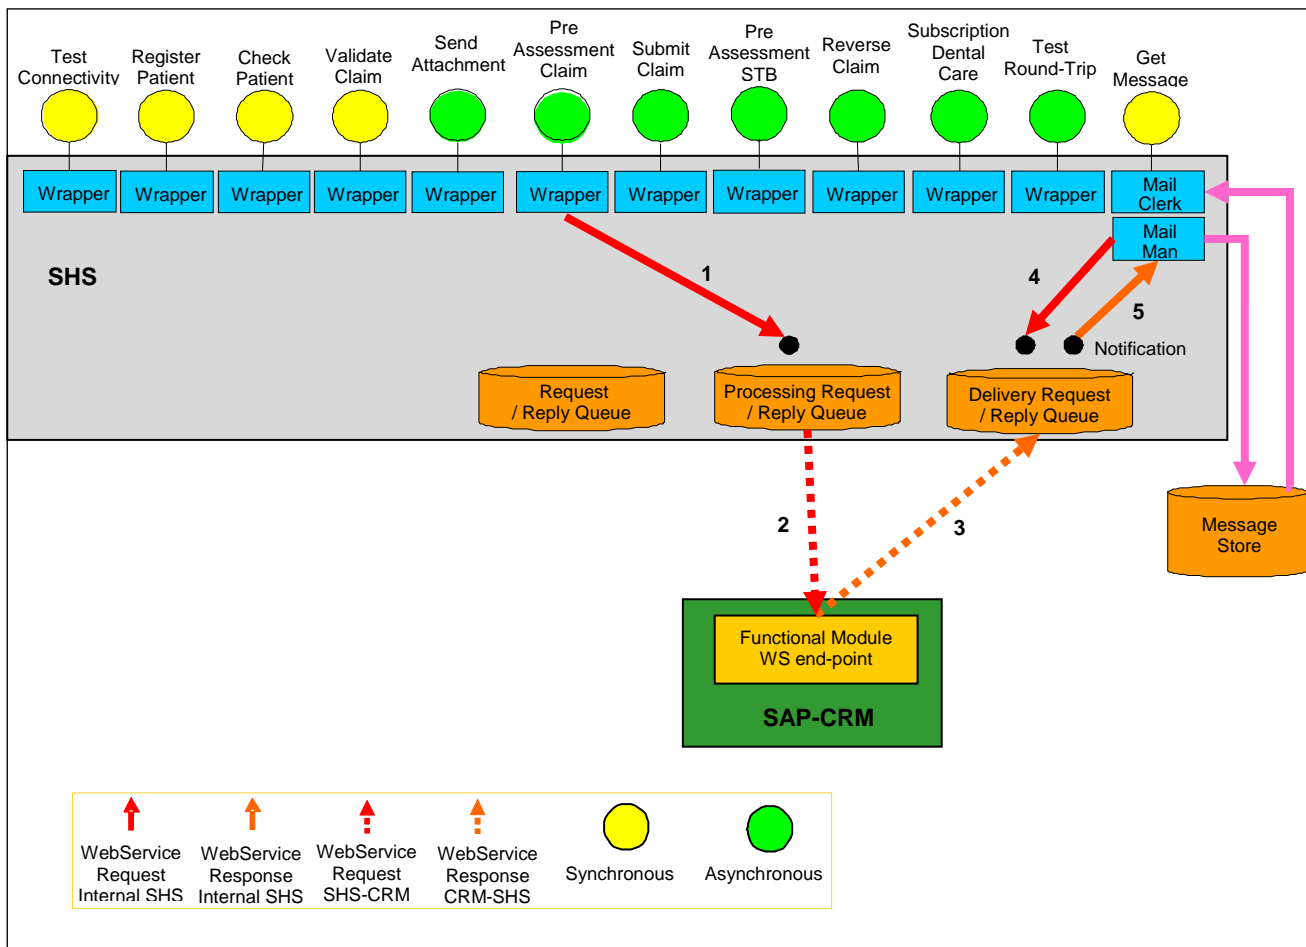 Test
Connectivity
Register
Patient
Check
Patient
Validate
Claim
Send
Attachment
Pre
Assessment
Claim
Submit
Claim
Pre
Assessment
STB
Reverse
Claim
Subscription
Dental
Care
Test
Round-Trip
Get
Message
Wrapper
Wrapper
Wrapper
Wrapper
Wrapper
Wrapper
Wrapper
Wrapper
Wrapper
Wrapper
Wrapper
Mail
Clerk
Mail
Man
SHS
1
4
5
Notification
Request
/ Reply Queue
Processing Request
/ Reply Queue
Delivery Request
/ Reply Queue
2
3
Message
Store
Functional Module
WS end-point
SAP-CRM
WebService
Request
Internal SHS
WebService
Response
Internal SHS
WebService
Request
SHS-CRM
WebService
Response
CRM-SHS
Synchronous
Asynchronous